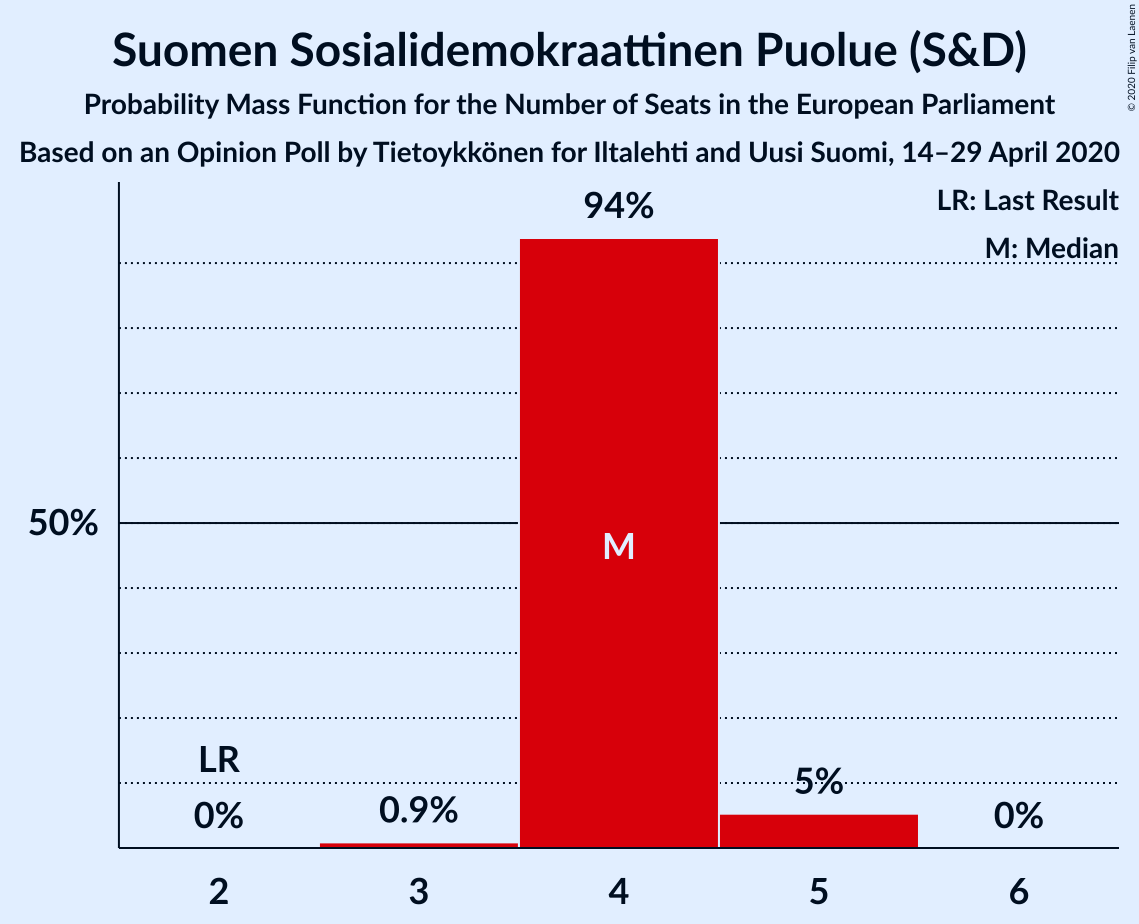 Suomen Sosialidemokraattinen Puolue (S&D)
Probability Mass Function for the Number of Seats in the European Parliament
Based on an Opinion Poll by Tietoykkönen for Iltalehti and Uusi Suomi, 14–29 April 2020
© 2020 Filip van Laenen
LR: Last Result
M: Median
94%
50%
M
LR
0%
0.9%
5%
0%
2 3 4 5 6